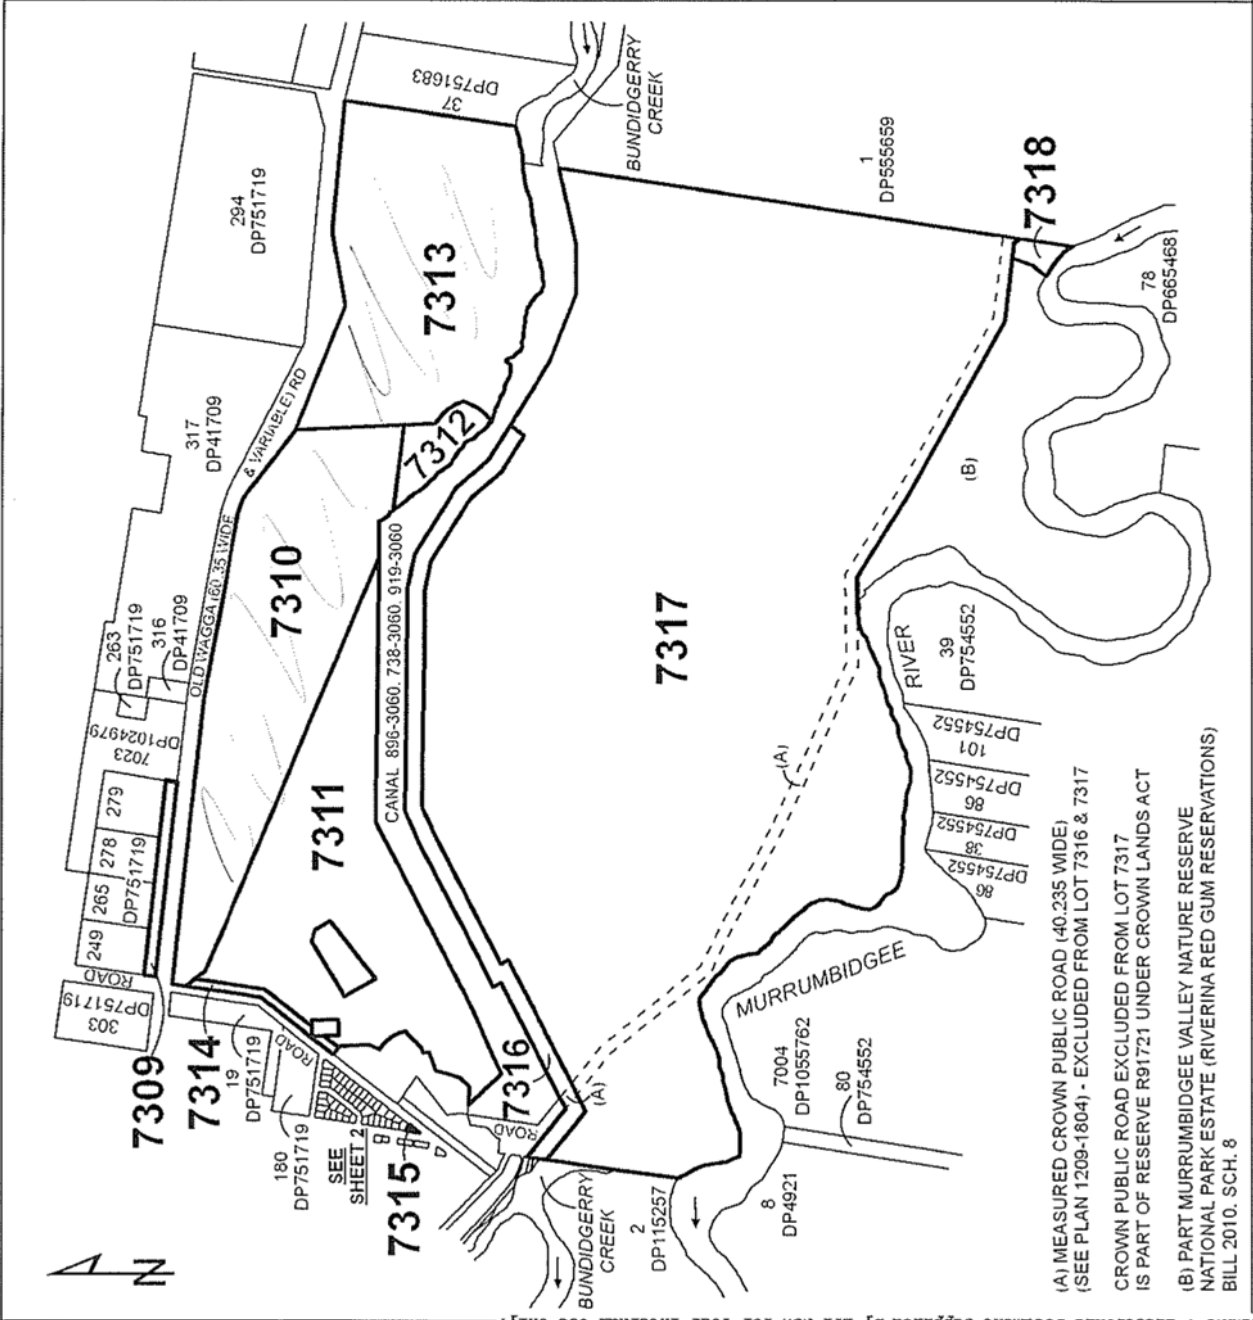 7309
7314
7315
7316
7311
7310
7312
7313
7317
7318
303
DP751719
ROAD
249
265
278
279
DP751719
7023
DP1024979
263
DP751719
316
DP41709
317
DP41709
294
DP751719
37
DP751683
OLD WAGGA (60.35 WIDE
& VARIABLE) RD
BUNDIDGERRY
CREEK
1
DP555659
78
DP665468
19
DP751719
ROAD
180
DP751719
SEE
SHEET 2
ROAD
CANAL 896-3060, 738-3060, 919-3060
(A)
(A)
(B)
BUNDIDGERRY
CREEK
2
DP115257
8
DP4921
7004
DP1055762
80
DP754552
MURRUMBIDGEE
RIVER
86
DP754552
38
DP754552
86
DP754552
101
DP754552
39
DP754552
N
(A) MEASURED CROWN PUBLIC ROAD (40.235 WIDE)
(SEE PLAN 1209-1804) - EXCLUDED FROM LOT 7316 & 7317
CROWN PUBLIC ROAD EXCLUDED FROM LOT 7317
IS PART OF RESERVE R91721 UNDER CROWN LANDS ACT
(B) PART MURRUMBIDGEE VALLEY NATURE RESERVE
NATIONAL PARK ESTATE (RIVERINA RED GUM RESERVATIONS)
BILL 2010. SCH. 8